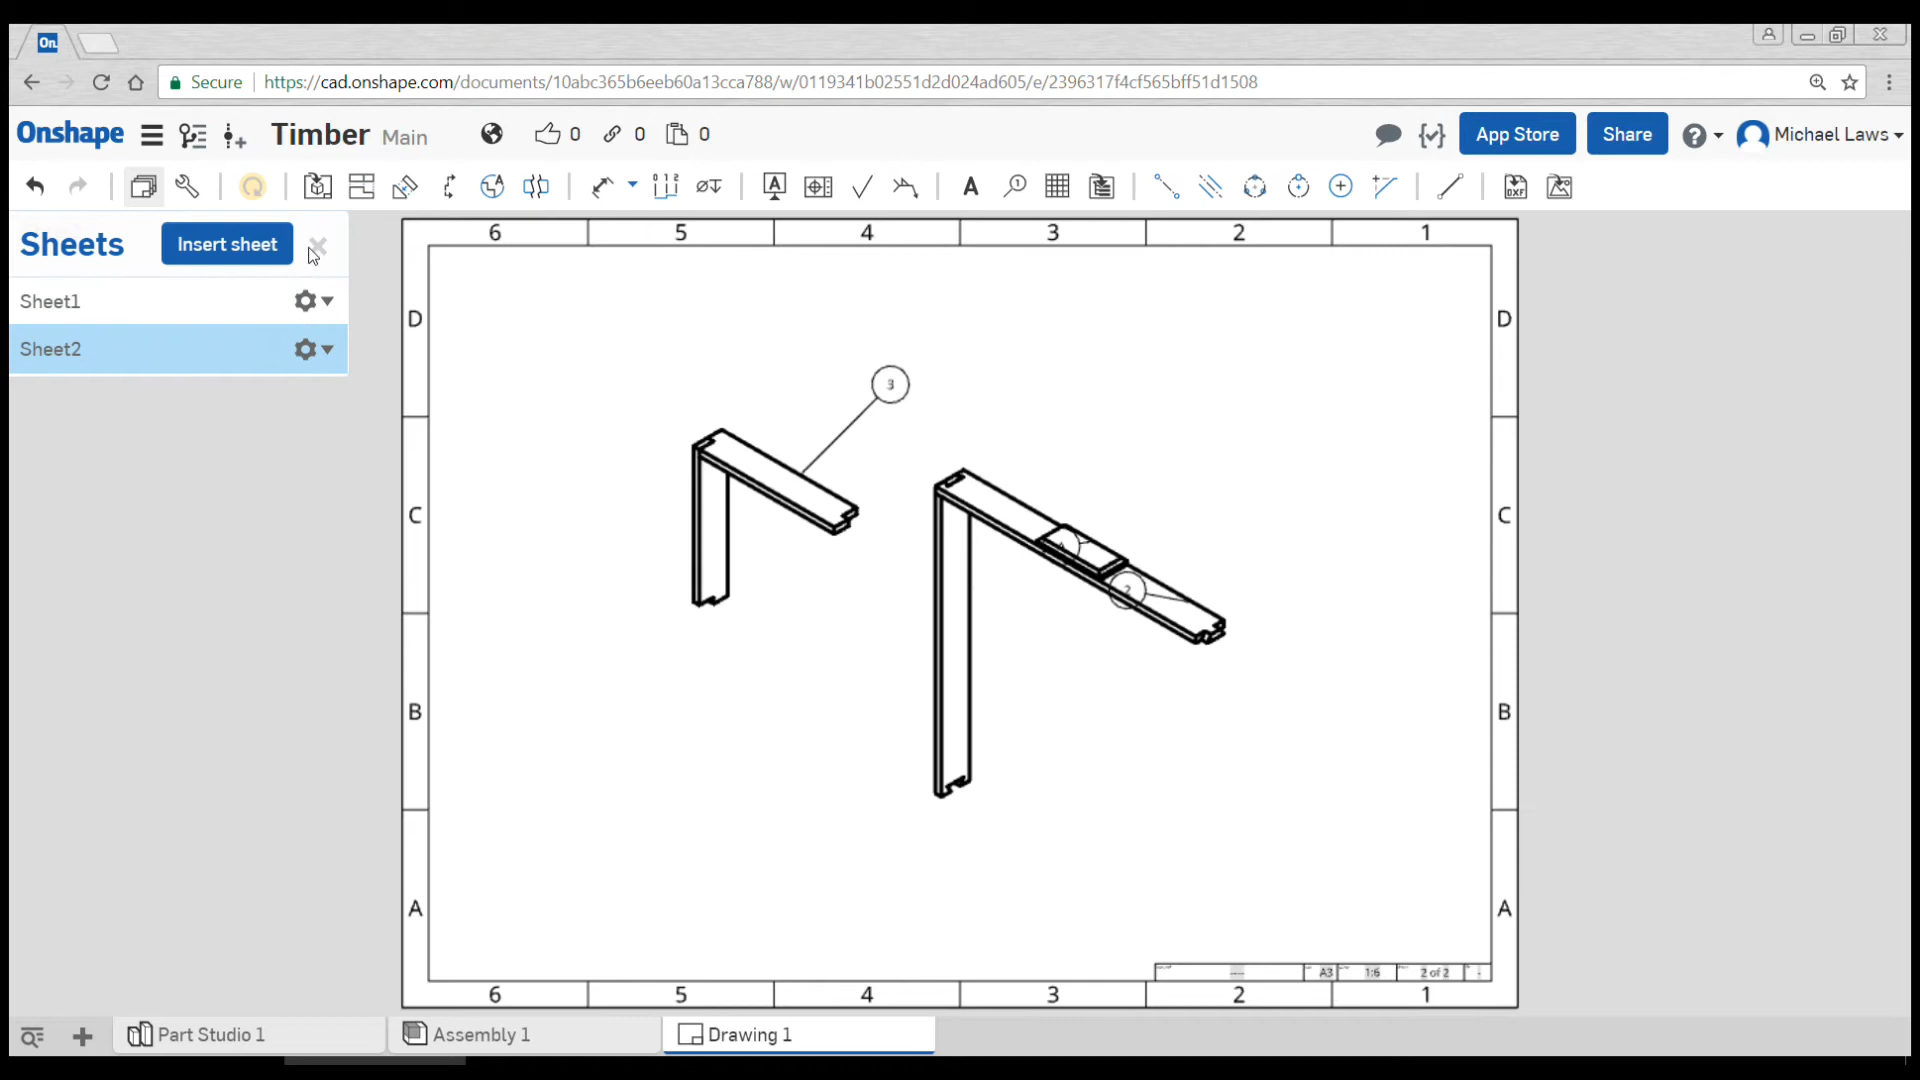 On
Secure https://cad.onshape.com/documents/10abc365b6eeb60a13cca788/w/0119341b02551d2d024ad605/e/2396317f4cf565bff51d1508
Onshape Timber Main 0 0 0 App Store Share Michael Laws
Sheets Insert sheet
Sheet1
Sheet2
6 5 4 3 2 1
D D
3
C C
2
B B
A A
A3 1:6 2 of 2
6 5 4 3 2 1
Part Studio 1 Assembly 1 Drawing 1